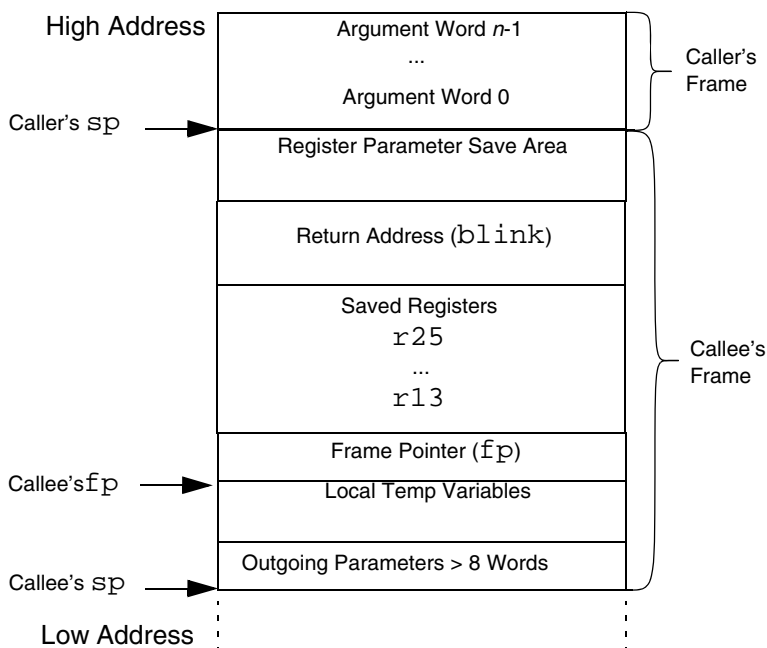 High Address
Argument Word n-1
...
Argument Word 0
Caller's
Frame
Caller's sp
Register Parameter Save Area
Return Address (blink)
Saved Registers
r25
...
r13
Callee's
Frame
Frame Pointer (fp)
Callee'sfp
Local Temp Variables
Outgoing Parameters > 8 Words
Callee's sp
Low Address